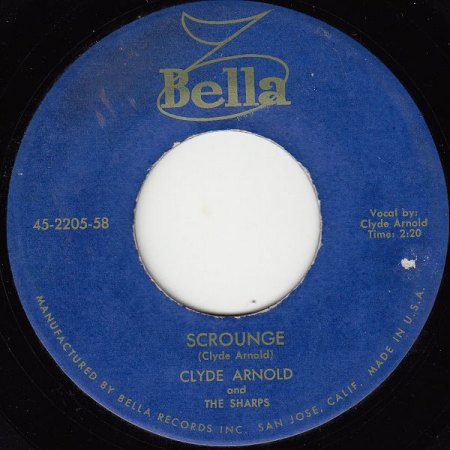 Bella
45-2205-58
Vocal by:
Clyde Arnold
Time: 2:20
SCROUNGE
(Clyde Arnold)
CLYDE ARNOLD
and
THE SHARPS
MANUFACTURED BY BELLA RECORDS INC. SAN JOSE, CALIF. MADE IN U.S.A.